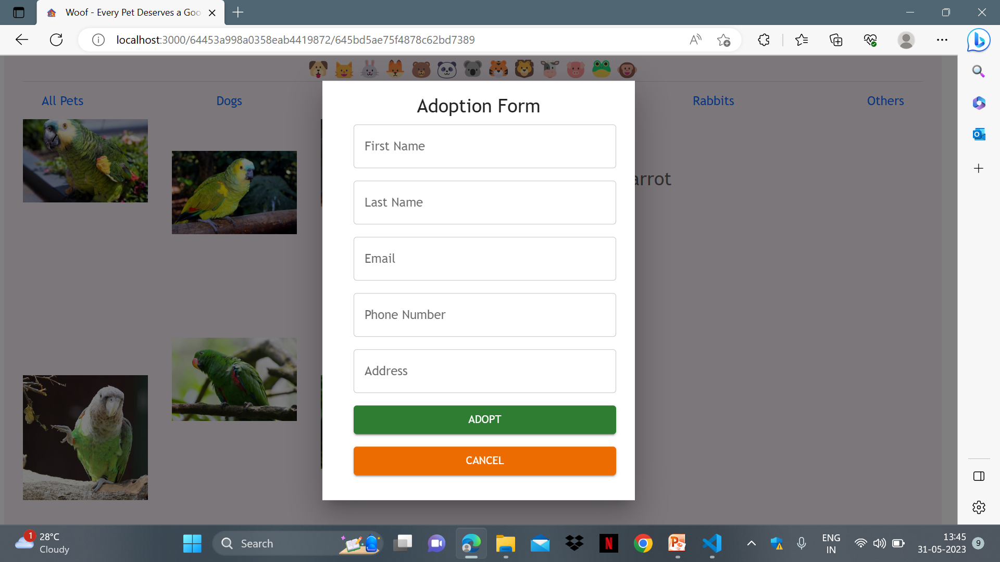 Woof - Every Pet Deserves a Goo
localhost:3000/64453a998a0358eab4419872/645bd5ae75f4878c62bd7389
All Pets
Dogs
Rabbits
Others
Adoption Form
First Name
arrot
Last Name
Email
Phone Number
Address
ADOPT
CANCEL
1
28°C
Cloudy
Search
ENG
IN
13:45
31-05-2023
9